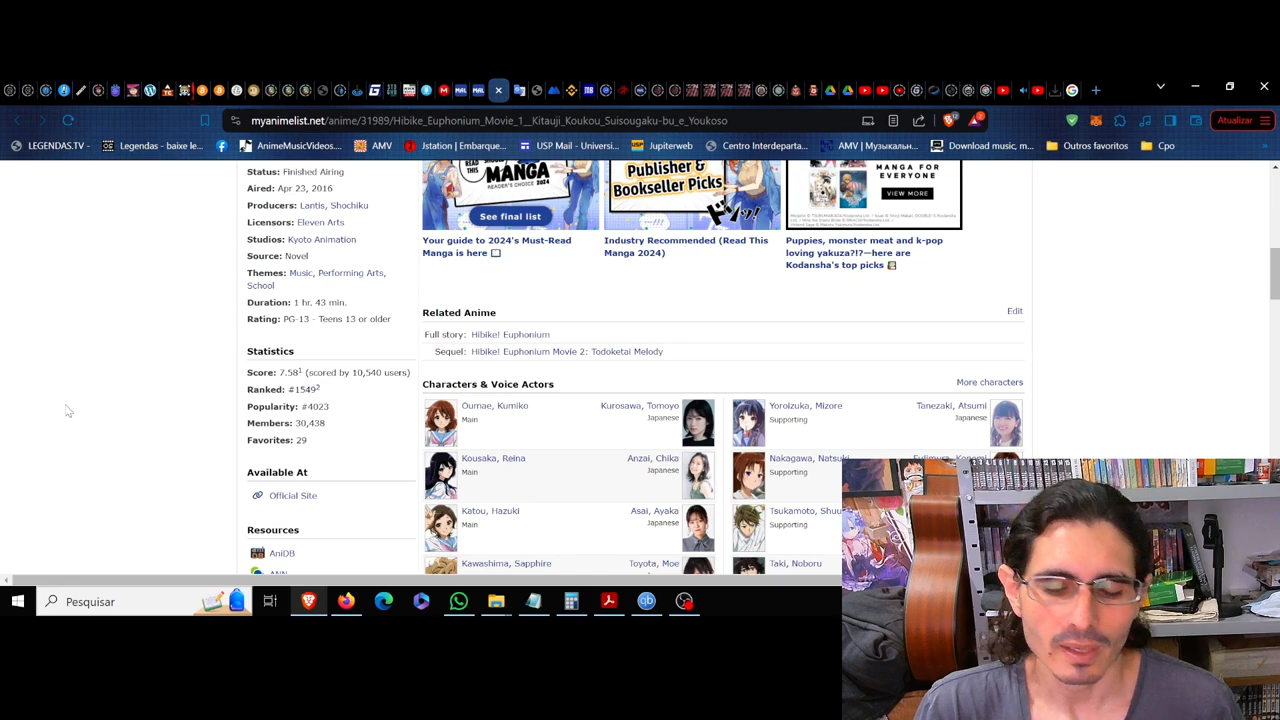 myanimelist.net/anime/31989/Hibike_Euphonium_Movie_1__Kitauji_Koukou_Suisougaku-bu_e_Youkoso
Atualizar
LEGENDAS.TV -
Legendas - baixe le...
AnimeMusicVideos....
AMV
Jstation | Embarque...
USP Mail - Universi...
Jupiterweb
Centro Interdeparta...
AMV | Музыкальн...
Download music, m...
Outros favoritos
Cpo
Status: Finished Airing
Aired: Apr 23, 2016
Producers: Lantis, Shochiku
Licensors: Eleven Arts
Studios: Kyoto Animation
Source: Novel
Themes: Music, Performing Arts,
School
Duration: 1 hr. 43 min.
Rating: PG-13 - Teens 13 or older
Statistics
Score: 7.58¹ (scored by 10,540 users)
Ranked: #1549²
Popularity: #4023
Members: 30,438
Favorites: 29
Available At
Official Site
Resources
AniDB
ANN
MANGA
READER'S CHOICE 2024
See final list
Publisher &
Bookseller Picks
MANGA FOR
EVERYONE
VIEW MORE
Your guide to 2024's Must-Read
Manga is here
Industry Recommended (Read This
Manga 2024)
Puppies, monster meat and k-pop
loving yakuza?!?—here are
Kodansha's top picks
Related Anime
Edit
Full story: Hibike! Euphonium
Sequel: Hibike! Euphonium Movie 2: Todoketai Melody
Characters & Voice Actors
More characters
Oumae, Kumiko
Main
Kurosawa, Tomoyo
Japanese
Yoroizuka, Mizore
Supporting
Tanezaki, Atsumi
Japanese
Kousaka, Reina
Main
Anzai, Chika
Japanese
Nakagawa, Natsuki
Supporting
Fujimura, Konomi
Katou, Hazuki
Main
Asai, Ayaka
Japanese
Tsukamoto, Shuu
Supporting
Kawashima, Sapphire
Toyota, Moe
Taki, Noboru
Pesquisar